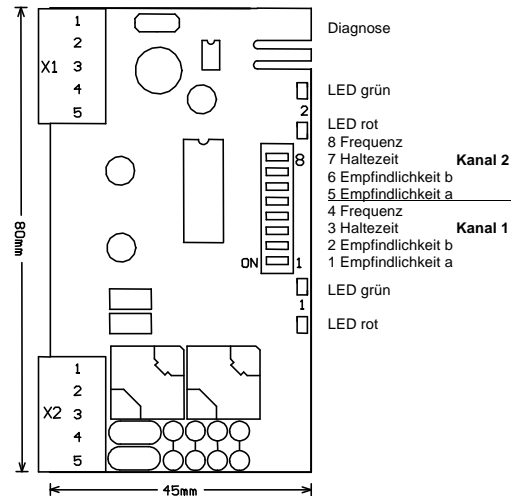 1
2
X1 3
4
5
Diagnose
LED grün
2
LED rot
8 8 Frequenz
7 Haltezeit Kanal 2
6 Empfindlichkeit b
5 Empfindlichkeit a
4 Frequenz
3 Haltezeit Kanal 1
2 Empfindlichkeit b
ON 1 1 Empfindlichkeit a
LED grün
1
LED rot
80mm
1
2
X2 3
4
5
45mm